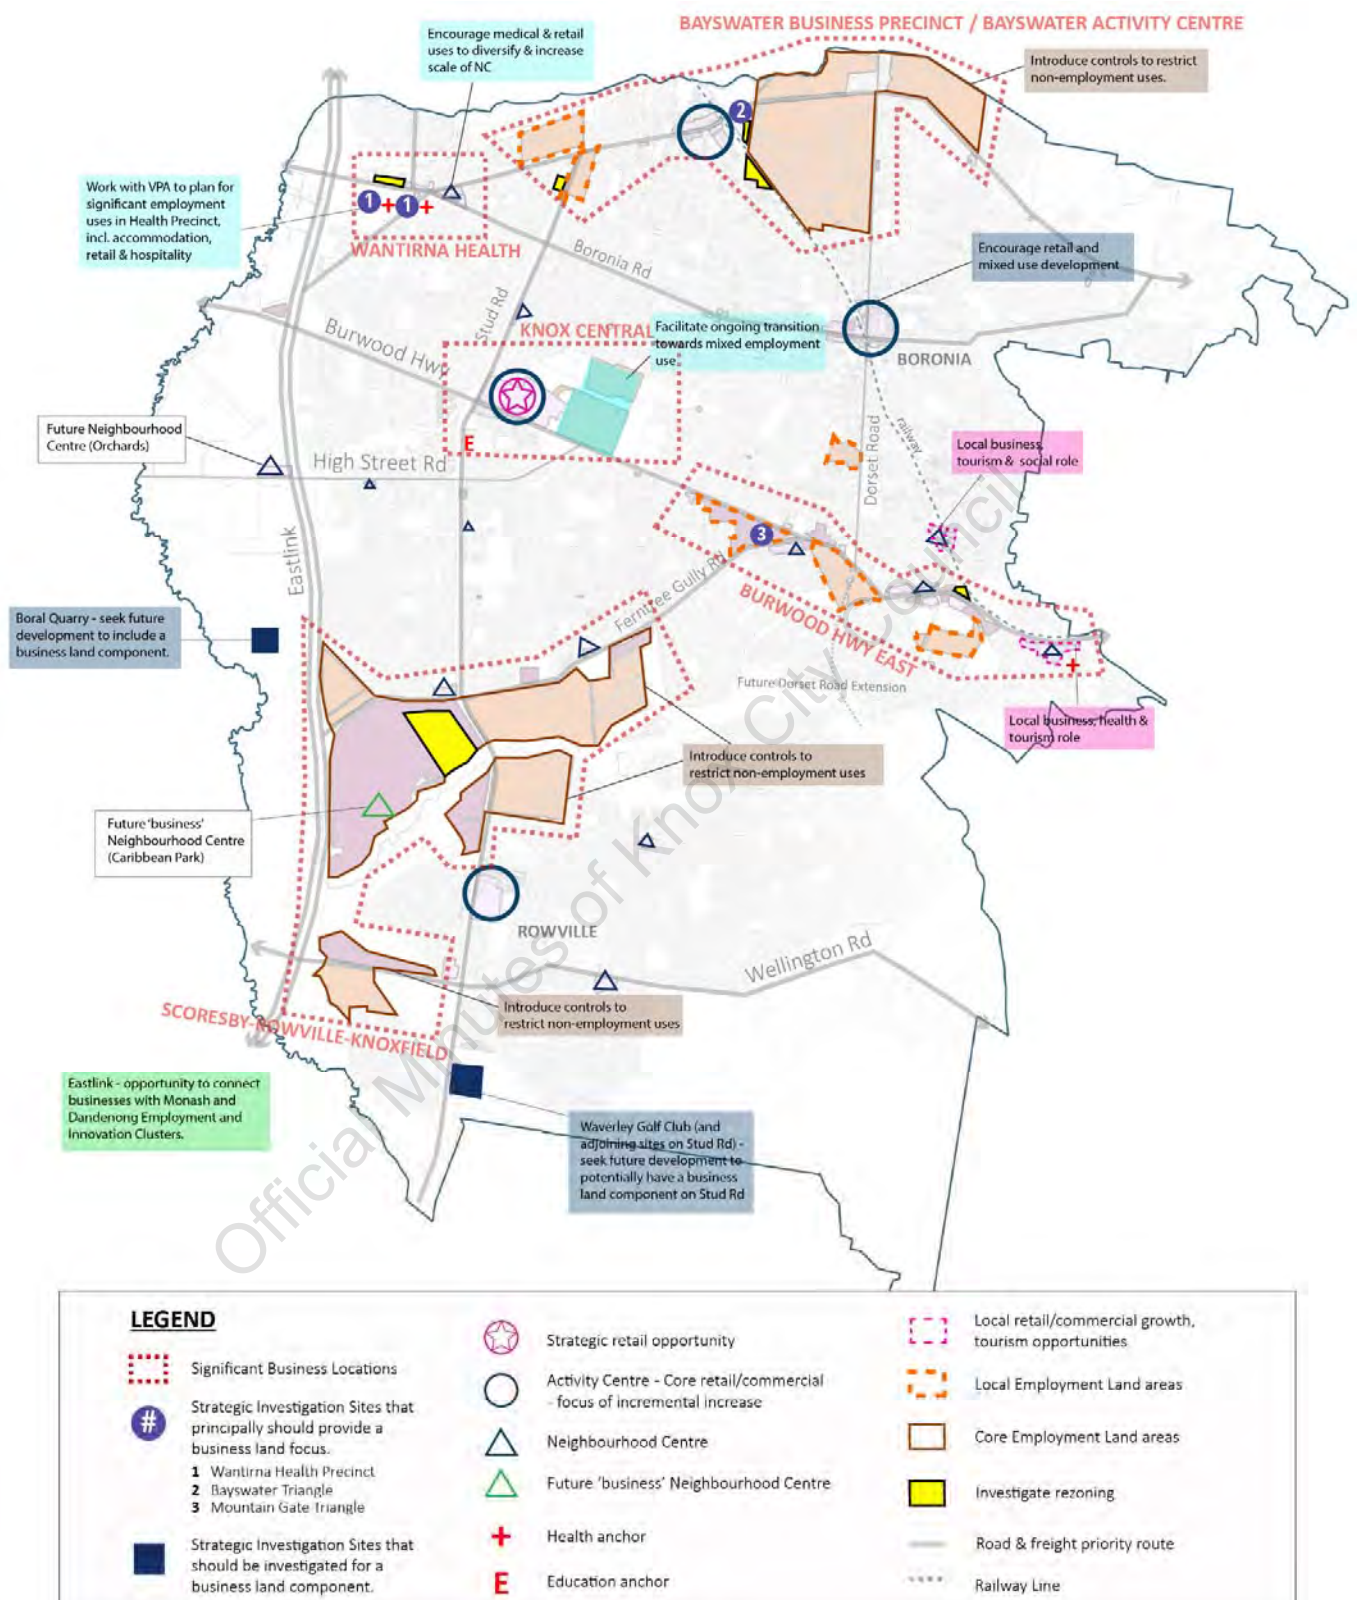 BAYSWATER BUSINESS PRECINCT / BAYSWATER ACTIVITY CENTRE
Encourage medical & retail
uses to diversify & increase
scale of NC
Introduce controls to restrict
non-employment uses.
2
Work with VPA to plan for
significant employment
uses in Health Precinct,
incl. accommodation,
retail & hospitality
1
1
WANTIRNA HEALTH
Boronia Rd
Encourage retail and
mixed use development
Stud Rd
KNOX CENTRAL
Facilitate ongoing transition
towards mixed employment
use
Burwood Hwy
BORONIA
Future Neighbourhood
Centre (Orchards)
High Street Rd
E
Dorset Road
railway
Local business,
tourism & social role
Eastlink
3
Ferntree Gully Rd
BURWOOD HWY EAST
Boral Quarry - seek future
development to include a
business land component.
Future Dorset Road Extension
Local business, health &
tourism role
Introduce controls to
restrict non-employment uses
Future 'business'
Neighbourhood Centre
(Caribbean Park)
ROWVILLE
Wellington Rd
Introduce controls to
restrict non-employment uses
SCORESBY-ROWVILLE-KNOXFIELD
Eastlink - opportunity to connect
businesses with Monash and
Dandenong Employment and
Innovation Clusters.
Waverley Golf Club (and
adjoining sites on Stud Rd) -
seek future development to
potentially have a business
land component on Stud Rd
Official Minutes of Knox City Council
LEGEND
Significant Business Locations
#
Strategic Investigation Sites that
principally should provide a
business land focus.
1 Wantirna Health Precinct
2 Bayswater Triangle
3 Mountain Gate Triangle
Strategic Investigation Sites that
should be investigated for a
business land component.
Strategic retail opportunity
Activity Centre - Core retail/commercial
- focus of incremental increase
Neighbourhood Centre
Future 'business' Neighbourhood Centre
Health anchor
E Education anchor
Local retail/commercial growth,
tourism opportunities
Local Employment Land areas
Core Employment Land areas
Investigate rezoning
Road & freight priority route
Railway Line